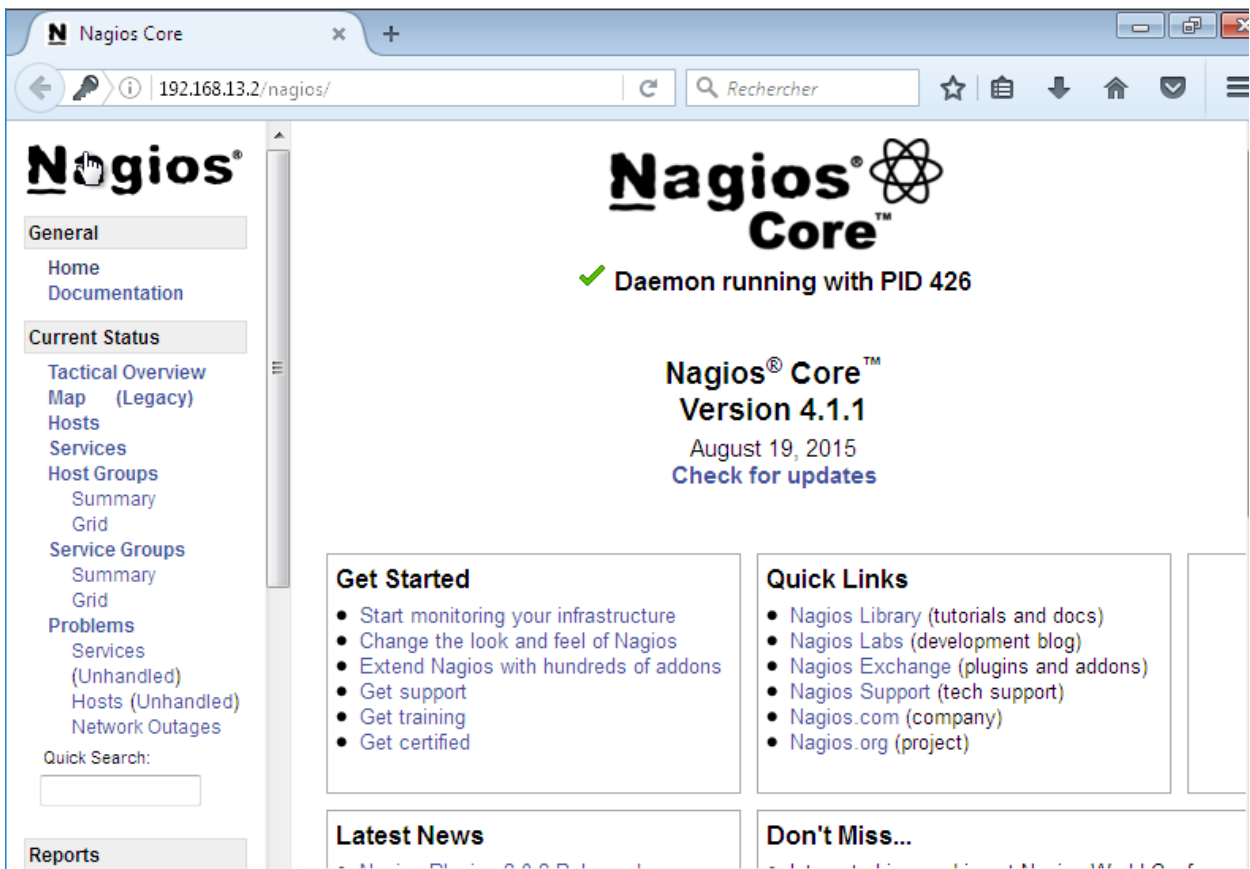 Nagios Core
192.168.13.2/nagios/
Rechercher
Nagios®
General
Home
Documentation
Current Status
Tactical Overview
Map (Legacy)
Hosts
Services
Host Groups
Summary
Grid
Service Groups
Summary
Grid
Problems
Services
(Unhandled)
Hosts (Unhandled)
Network Outages
Quick Search:
Reports
Nagios®
Core™
Daemon running with PID 426
Nagios® Core™
Version 4.1.1
August 19, 2015
Check for updates
Get Started
Start monitoring your infrastructure
Change the look and feel of Nagios
Extend Nagios with hundreds of addons
Get support
Get training
Get certified
Quick Links
Nagios Library (tutorials and docs)
Nagios Labs (development blog)
Nagios Exchange (plugins and addons)
Nagios Support (tech support)
Nagios.com (company)
Nagios.org (project)
Latest News
Don't Miss...